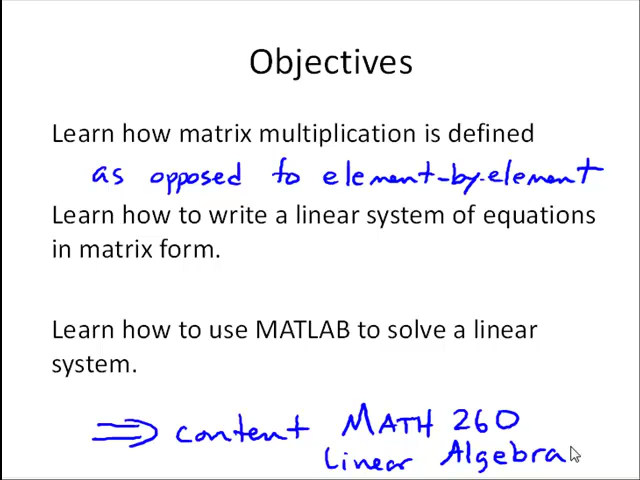 Objectives
Learn how matrix multiplication is defined
as opposed to element-by-element
Learn how to write a linear system of equations
in matrix form.
Learn how to use MATLAB to solve a linear
system.
⇒ content MATH 260
Linear Algebra